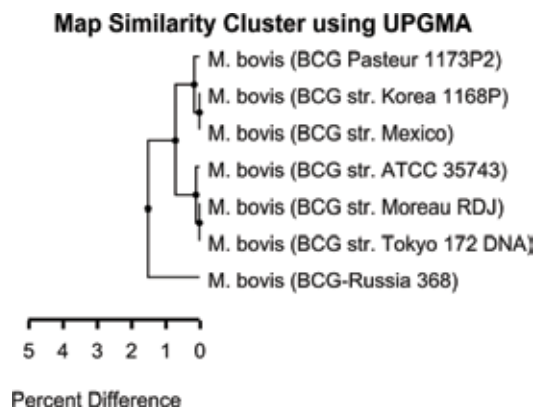 Map Similarity Cluster using UPGMA
M. bovis (BCG Pasteur 1173P2)
M. bovis (BCG str. Korea 1168P)
M. bovis (BCG str. Mexico)
M. bovis (BCG str. ATCC 35743)
M. bovis (BCG str. Moreau RDJ)
M. bovis (BCG str. Tokyo 172 DNA)
M. bovis (BCG-Russia 368)
5 4 3 2 1 0
Percent Difference